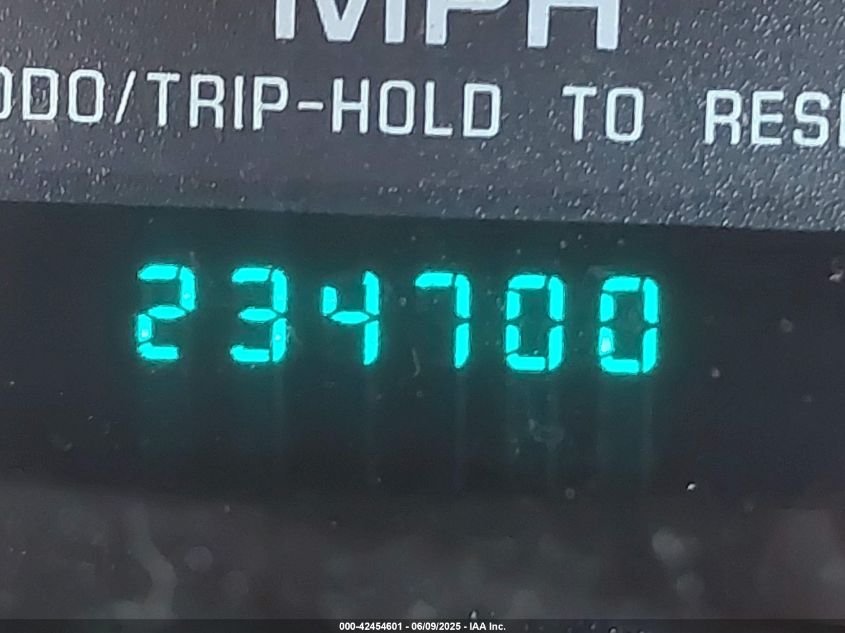 MPH
ODO/TRIP-HOLD TO RES
234700
000-42454601 - 06/09/2025 - IAA Inc.